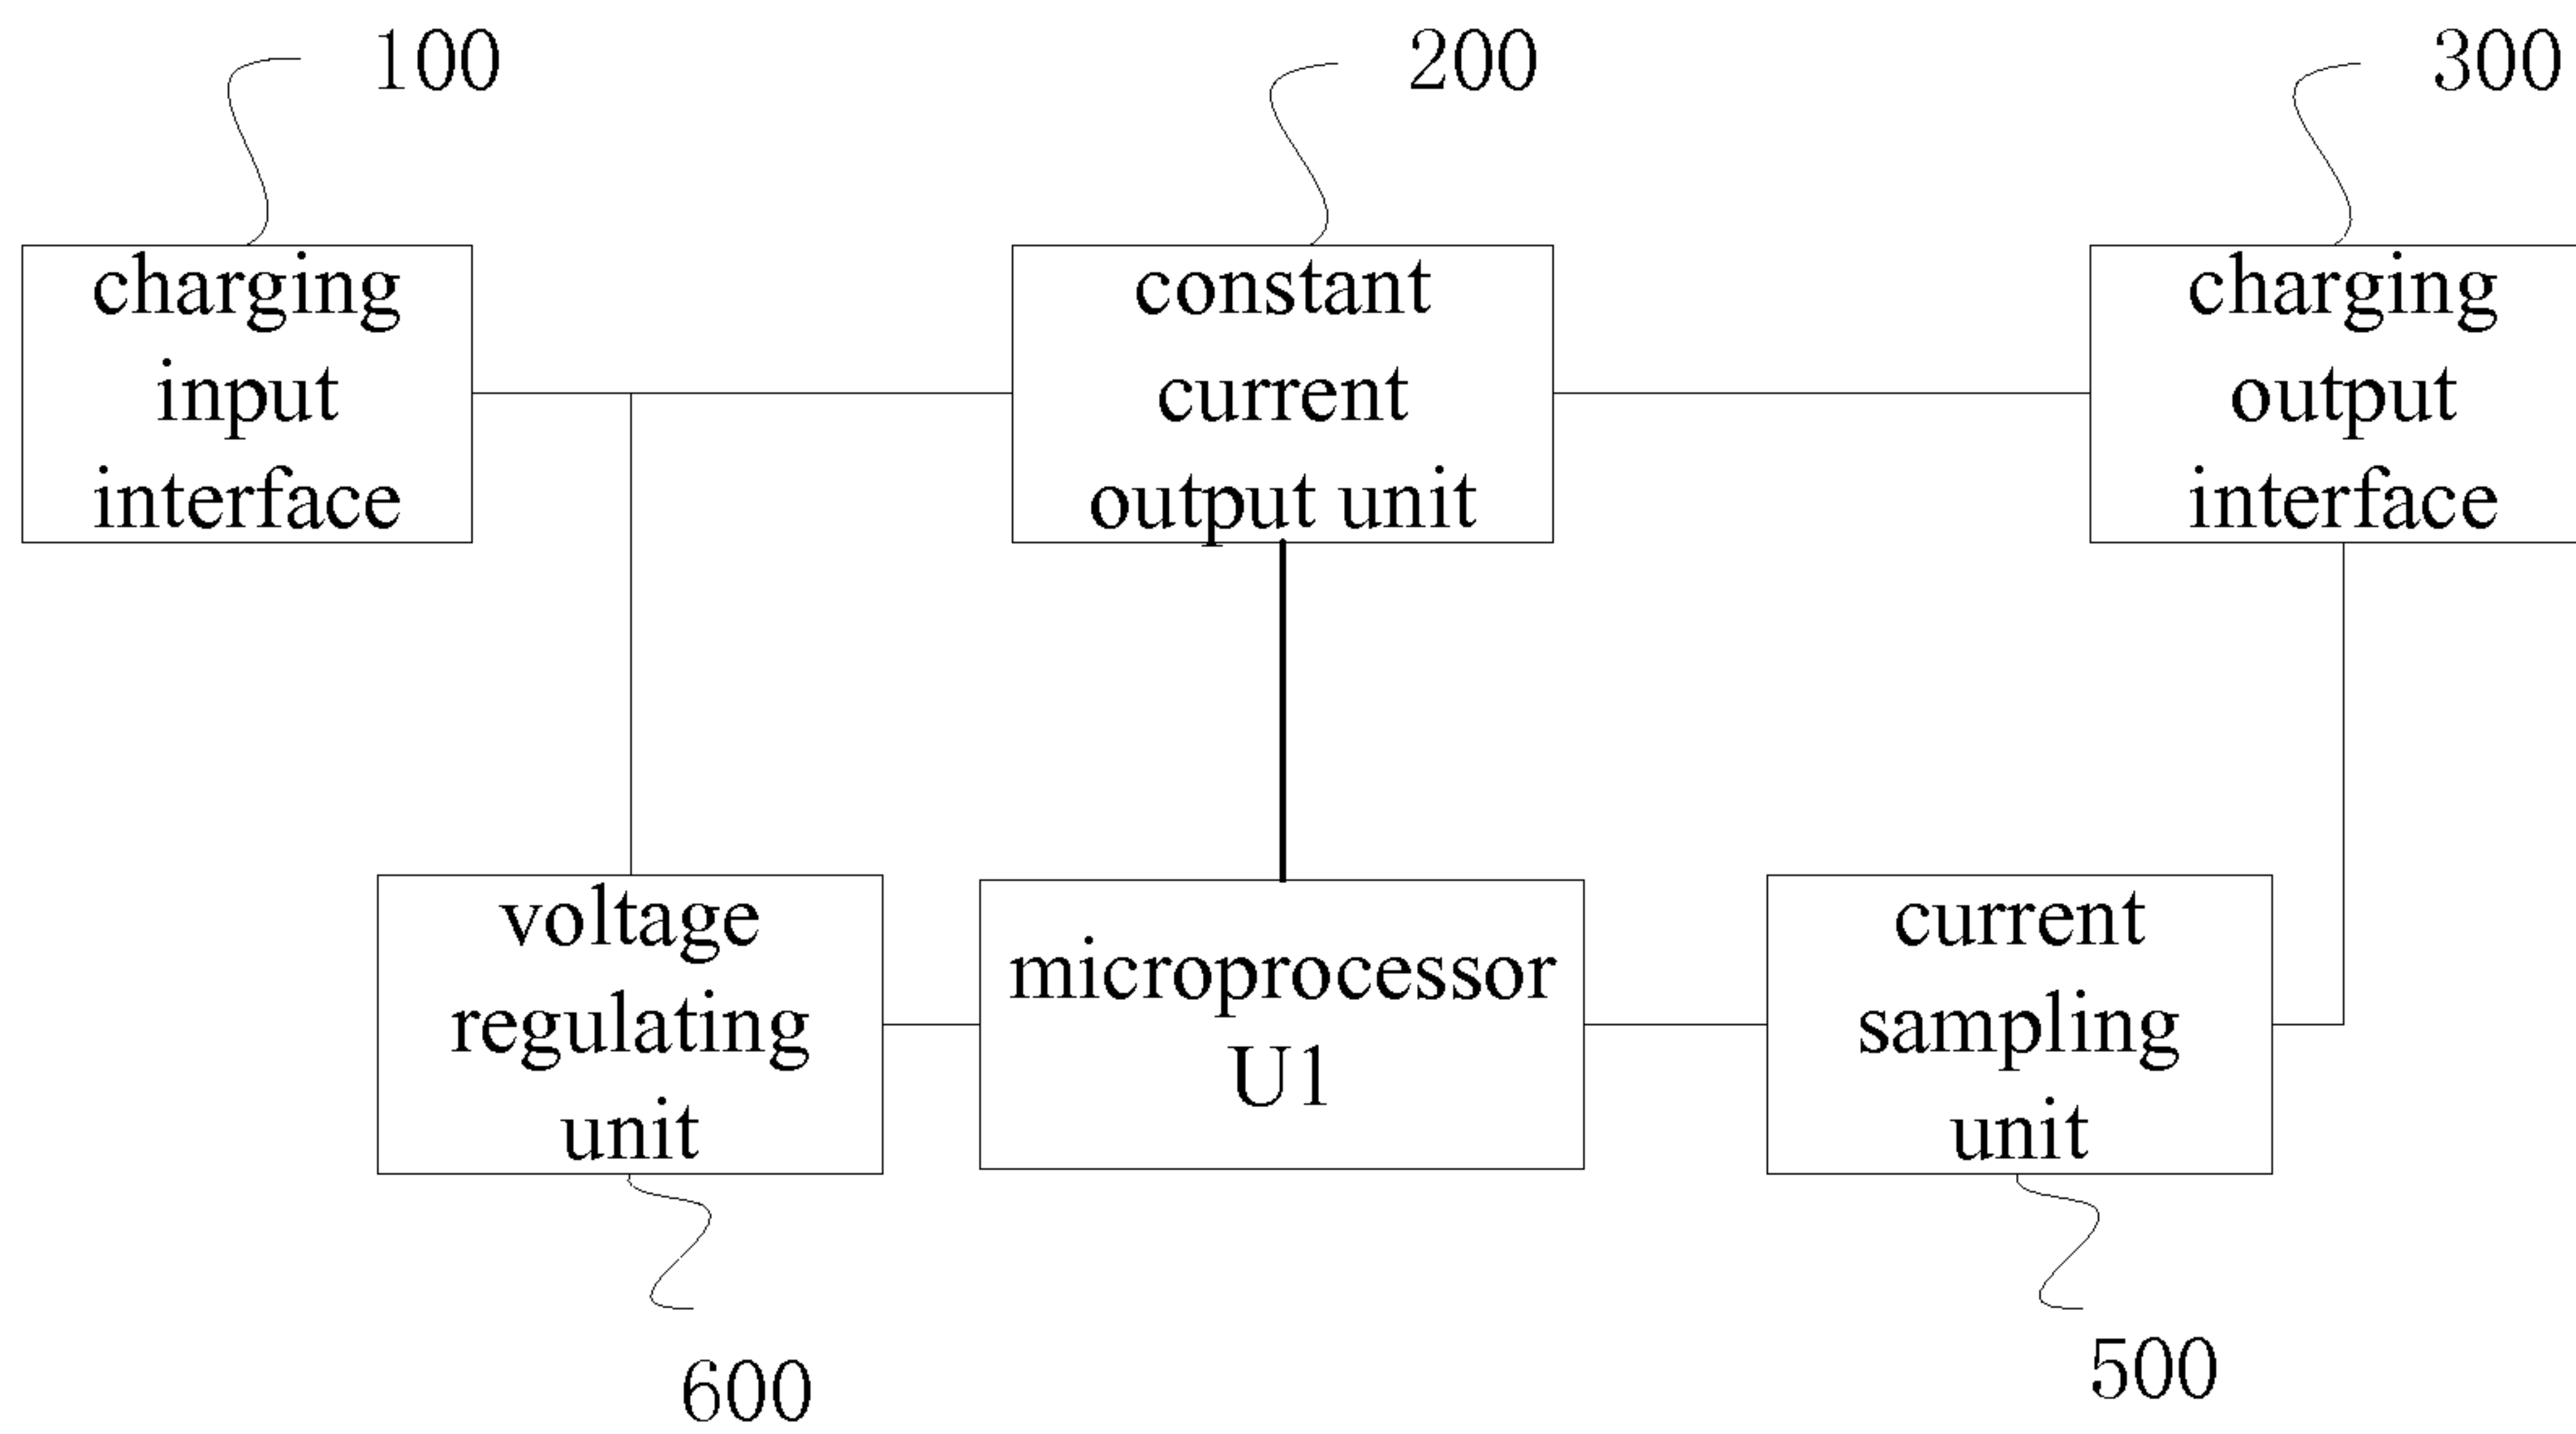 100
200
300
charging
input
interface
constant
current
output unit
charging
output
interface
voltage
regulating
unit
microprocessor
U1
current
sampling
unit
600
500